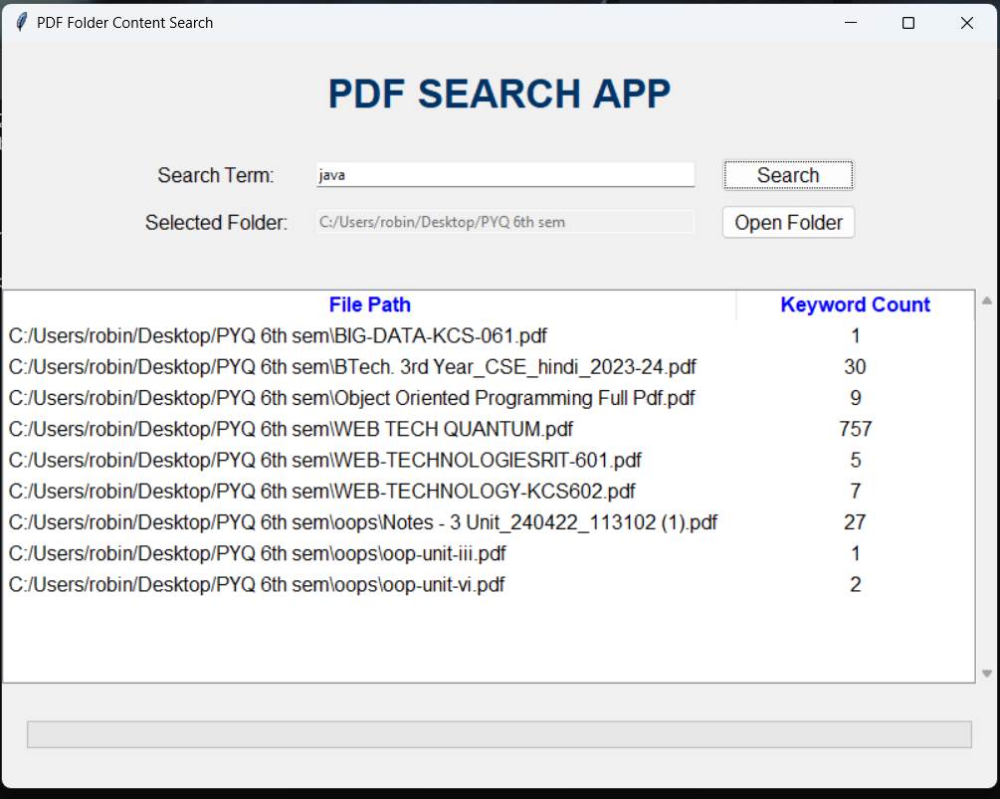 PDF Folder Content Search
PDF SEARCH APP
Search Term: java Search
Selected Folder: C:/Users/robin/Desktop/PYQ 6th sem Open Folder
File Path Keyword Count
C:/Users/robin/Desktop/PYQ 6th sem\BIG-DATA-KCS-061.pdf 1
C:/Users/robin/Desktop/PYQ 6th sem\BTech. 3rd Year_CSE_hindi_2023-24.pdf 30
C:/Users/robin/Desktop/PYQ 6th sem\Object Oriented Programming Full Pdf.pdf 9
C:/Users/robin/Desktop/PYQ 6th sem\WEB TECH QUANTUM.pdf 757
C:/Users/robin/Desktop/PYQ 6th sem\WEB-TECHNOLOGIESRIT-601.pdf 5
C:/Users/robin/Desktop/PYQ 6th sem\WEB-TECHNOLOGY-KCS602.pdf 7
C:/Users/robin/Desktop/PYQ 6th sem\oops\Notes - 3 Unit_240422_113102 (1).pdf 27
C:/Users/robin/Desktop/PYQ 6th sem\oops\oop-unit-iii.pdf 1
C:/Users/robin/Desktop/PYQ 6th sem\oops\oop-unit-vi.pdf 2